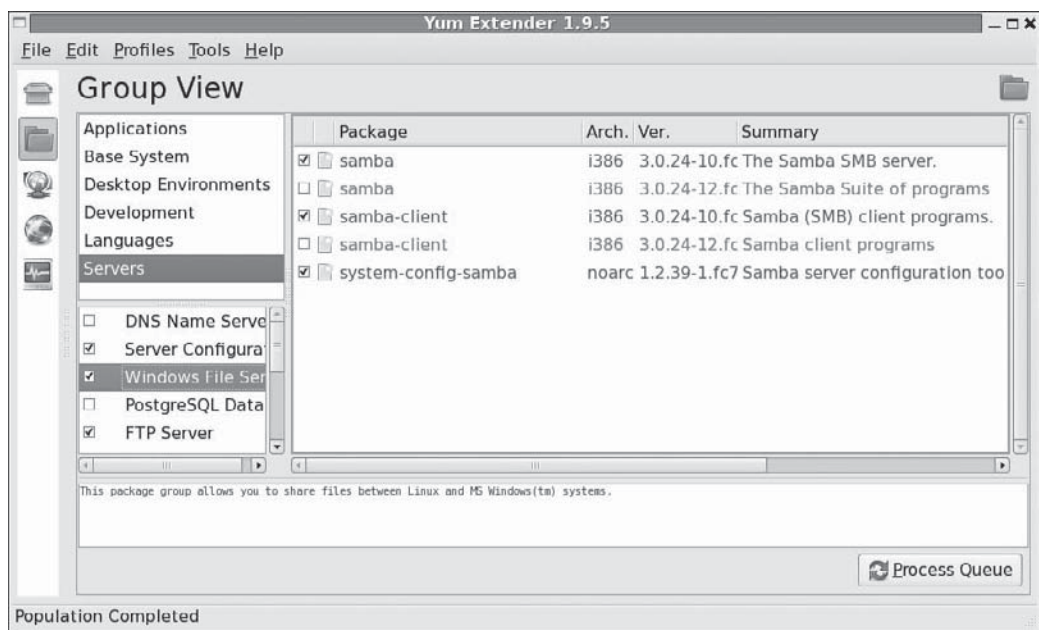 Yum Extender 1.9.5
File Edit Profiles Tools Help
Group View
Applications
Base System
Desktop Environments
Development
Languages
Servers
DNS Name Serve
Server Configura
Windows File Ser
PostgreSQL Data
FTP Server
Package Arch. Ver. Summary
samba i386 3.0.24-10.fc The Samba SMB server.
samba i386 3.0.24-12.fc The Samba Suite of programs
samba-client i386 3.0.24-10.fc Samba (SMB) client programs.
samba-client i386 3.0.24-12.fc Samba client programs
system-config-samba noarc 1.2.39-1.fc7 Samba server configuration too
This package group allows you to share files between Linux and MS Windows(tm) systems.
Process Queue
Population Completed